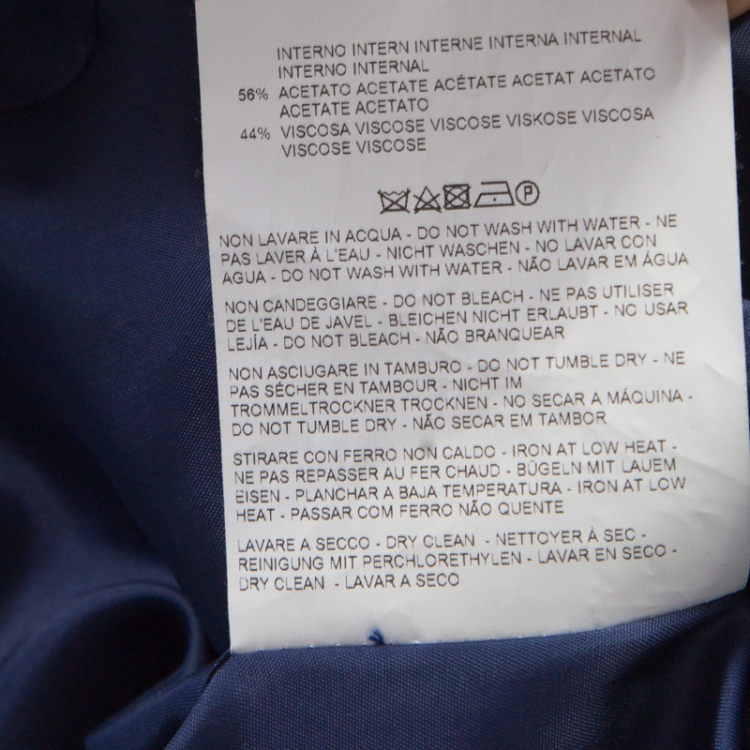 INTERNO INTERN INTERNE INTERNA INTERNAL
INTERNO INTERNAL
56% ACETATO ACETATE ACÉTATE ACETAT ACETATO
ACETATE ACETATO
44% VISCOSA VISCOSE VISCOSE VISKOSE VISCOSA
VISCOSE VISCOSE
P
NON LAVARE IN ACQUA - DO NOT WASH WITH WATER - NE
PAS LAVER À L'EAU - NICHT WASCHEN - NO LAVAR CON
AGUA - DO NOT WASH WITH WATER - NÃO LAVAR EM ÁGUA
NON CANDEGGIARE - DO NOT BLEACH - NE PAS UTILISER
DE L'EAU DE JAVEL - BLEICHEN NICHT ERLAUBT - NO USAR
LEJÍA - DO NOT BLEACH - NÃO BRANQUEAR
NON ASCIUGARE IN TAMBURO - DO NOT TUMBLE DRY - NE
PAS SÉCHER EN TAMBOUR - NICHT IM
TROMMELTROCKNER TROCKNEN - NO SECAR A MÁQUINA -
DO NOT TUMBLE DRY - NÃO SECAR EM TAMBOR
STIRARE CON FERRO NON CALDO - IRON AT LOW HEAT -
NE PAS REPASSER AU FER CHAUD - BÜGELN MIT LAUEM
EISEN - PLANCHAR A BAJA TEMPERATURA - IRON AT LOW
HEAT - PASSAR COM FERRO NÃO QUENTE
LAVARE A SECCO - DRY CLEAN - NETTOYER À SEC -
REINIGUNG MIT PERCHLORETHYLEN - LAVAR EN SECO -
DRY CLEAN - LAVAR A SECO